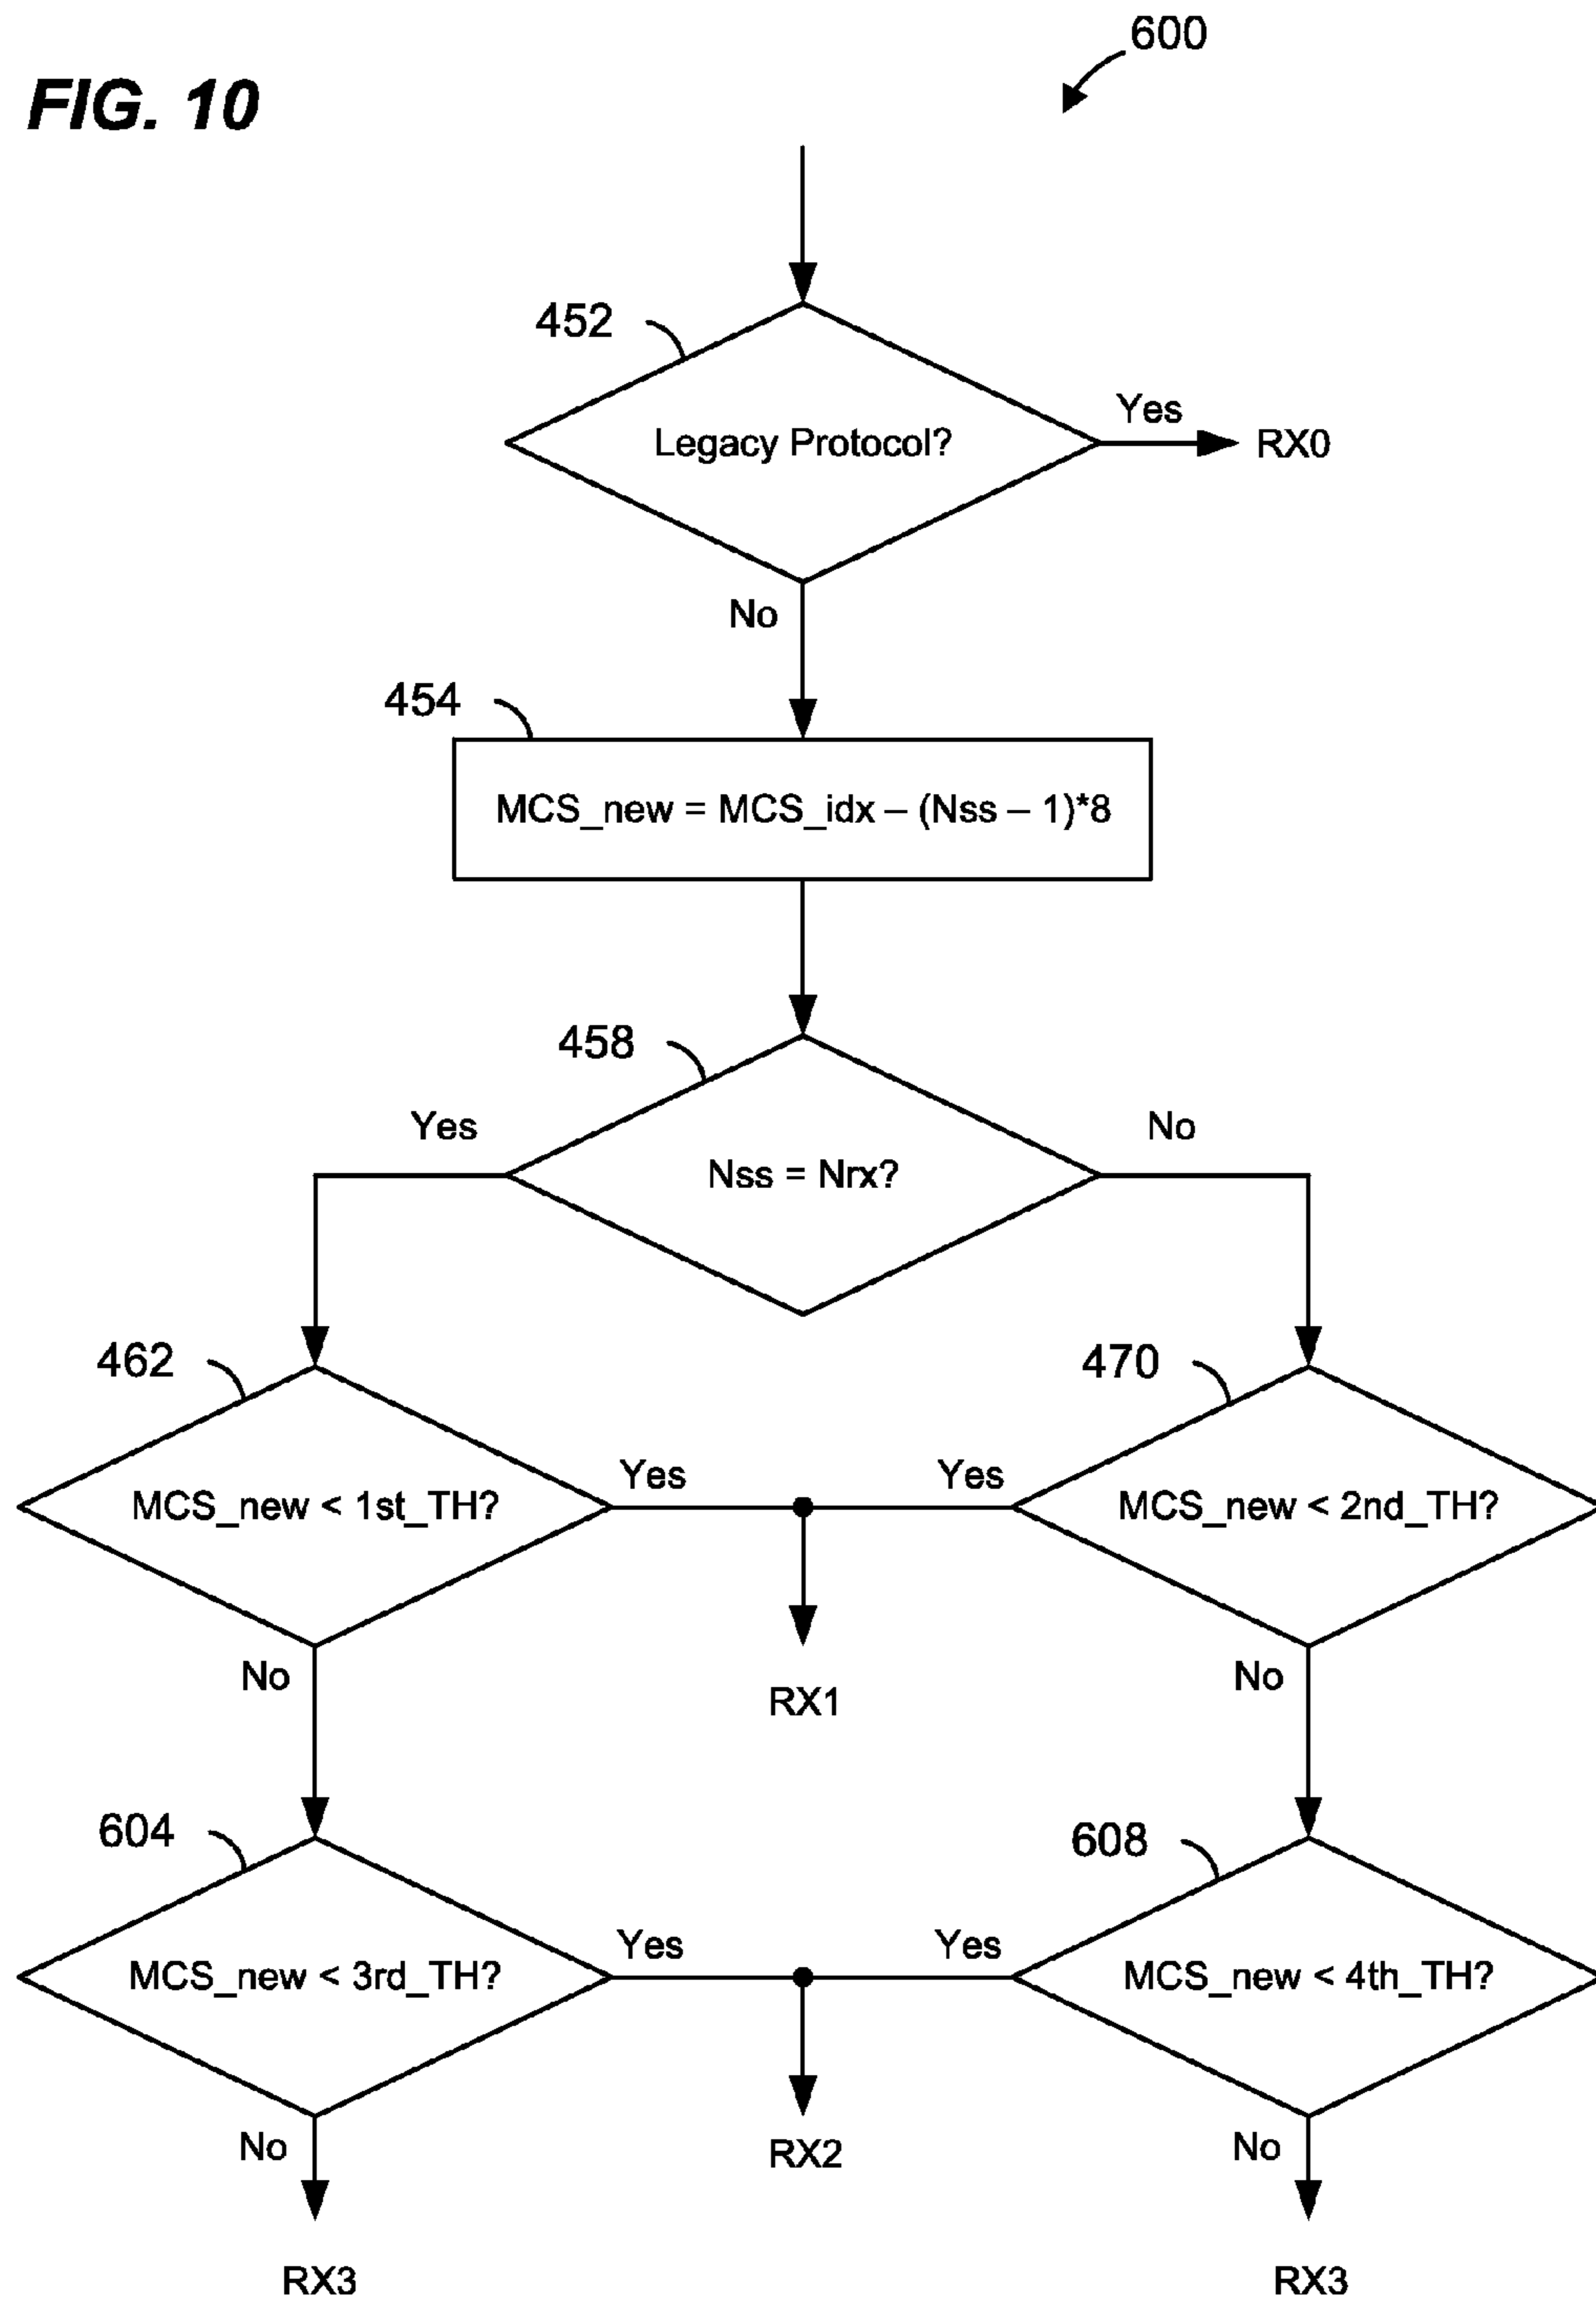 600
FIG. 10
452
Yes
Legacy Protocol?
RX0
No
454
MCS_new = MCS_idx – (Nss – 1)*8
458
Yes
No
Nss = Nrx?
462
470
Yes
Yes
MCS_new < 1st_TH?
MCS_new < 2nd_TH?
No
RX1
No
604
608
Yes
Yes
MCS_new < 3rd_TH?
MCS_new < 4th_TH?
No
RX2
No
RX3
RX3